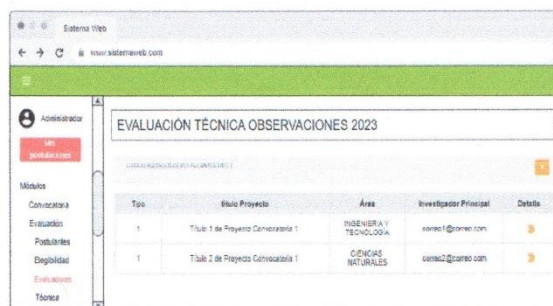 Sistema Web
www.sistemaweb.com
Administrador
Mis
postulaciones
Módulos
Convocatoria
Evaluación
Postulantes
Elegibilidad
Evaluadores
Técnica
EVALUACIÓN TÉCNICA OBSERVACIONES 2023
Tipo Título Proyecto Área Investigador Principal Detalle
1 Título 1 de Proyecto Convocatoria 1 INGENIERIA Y
TECNOLOGÍA correo1@correo.com
1 Título 2 de Proyecto Convocatoria 1 CIENCIAS
NATURALES correo2@correo.com